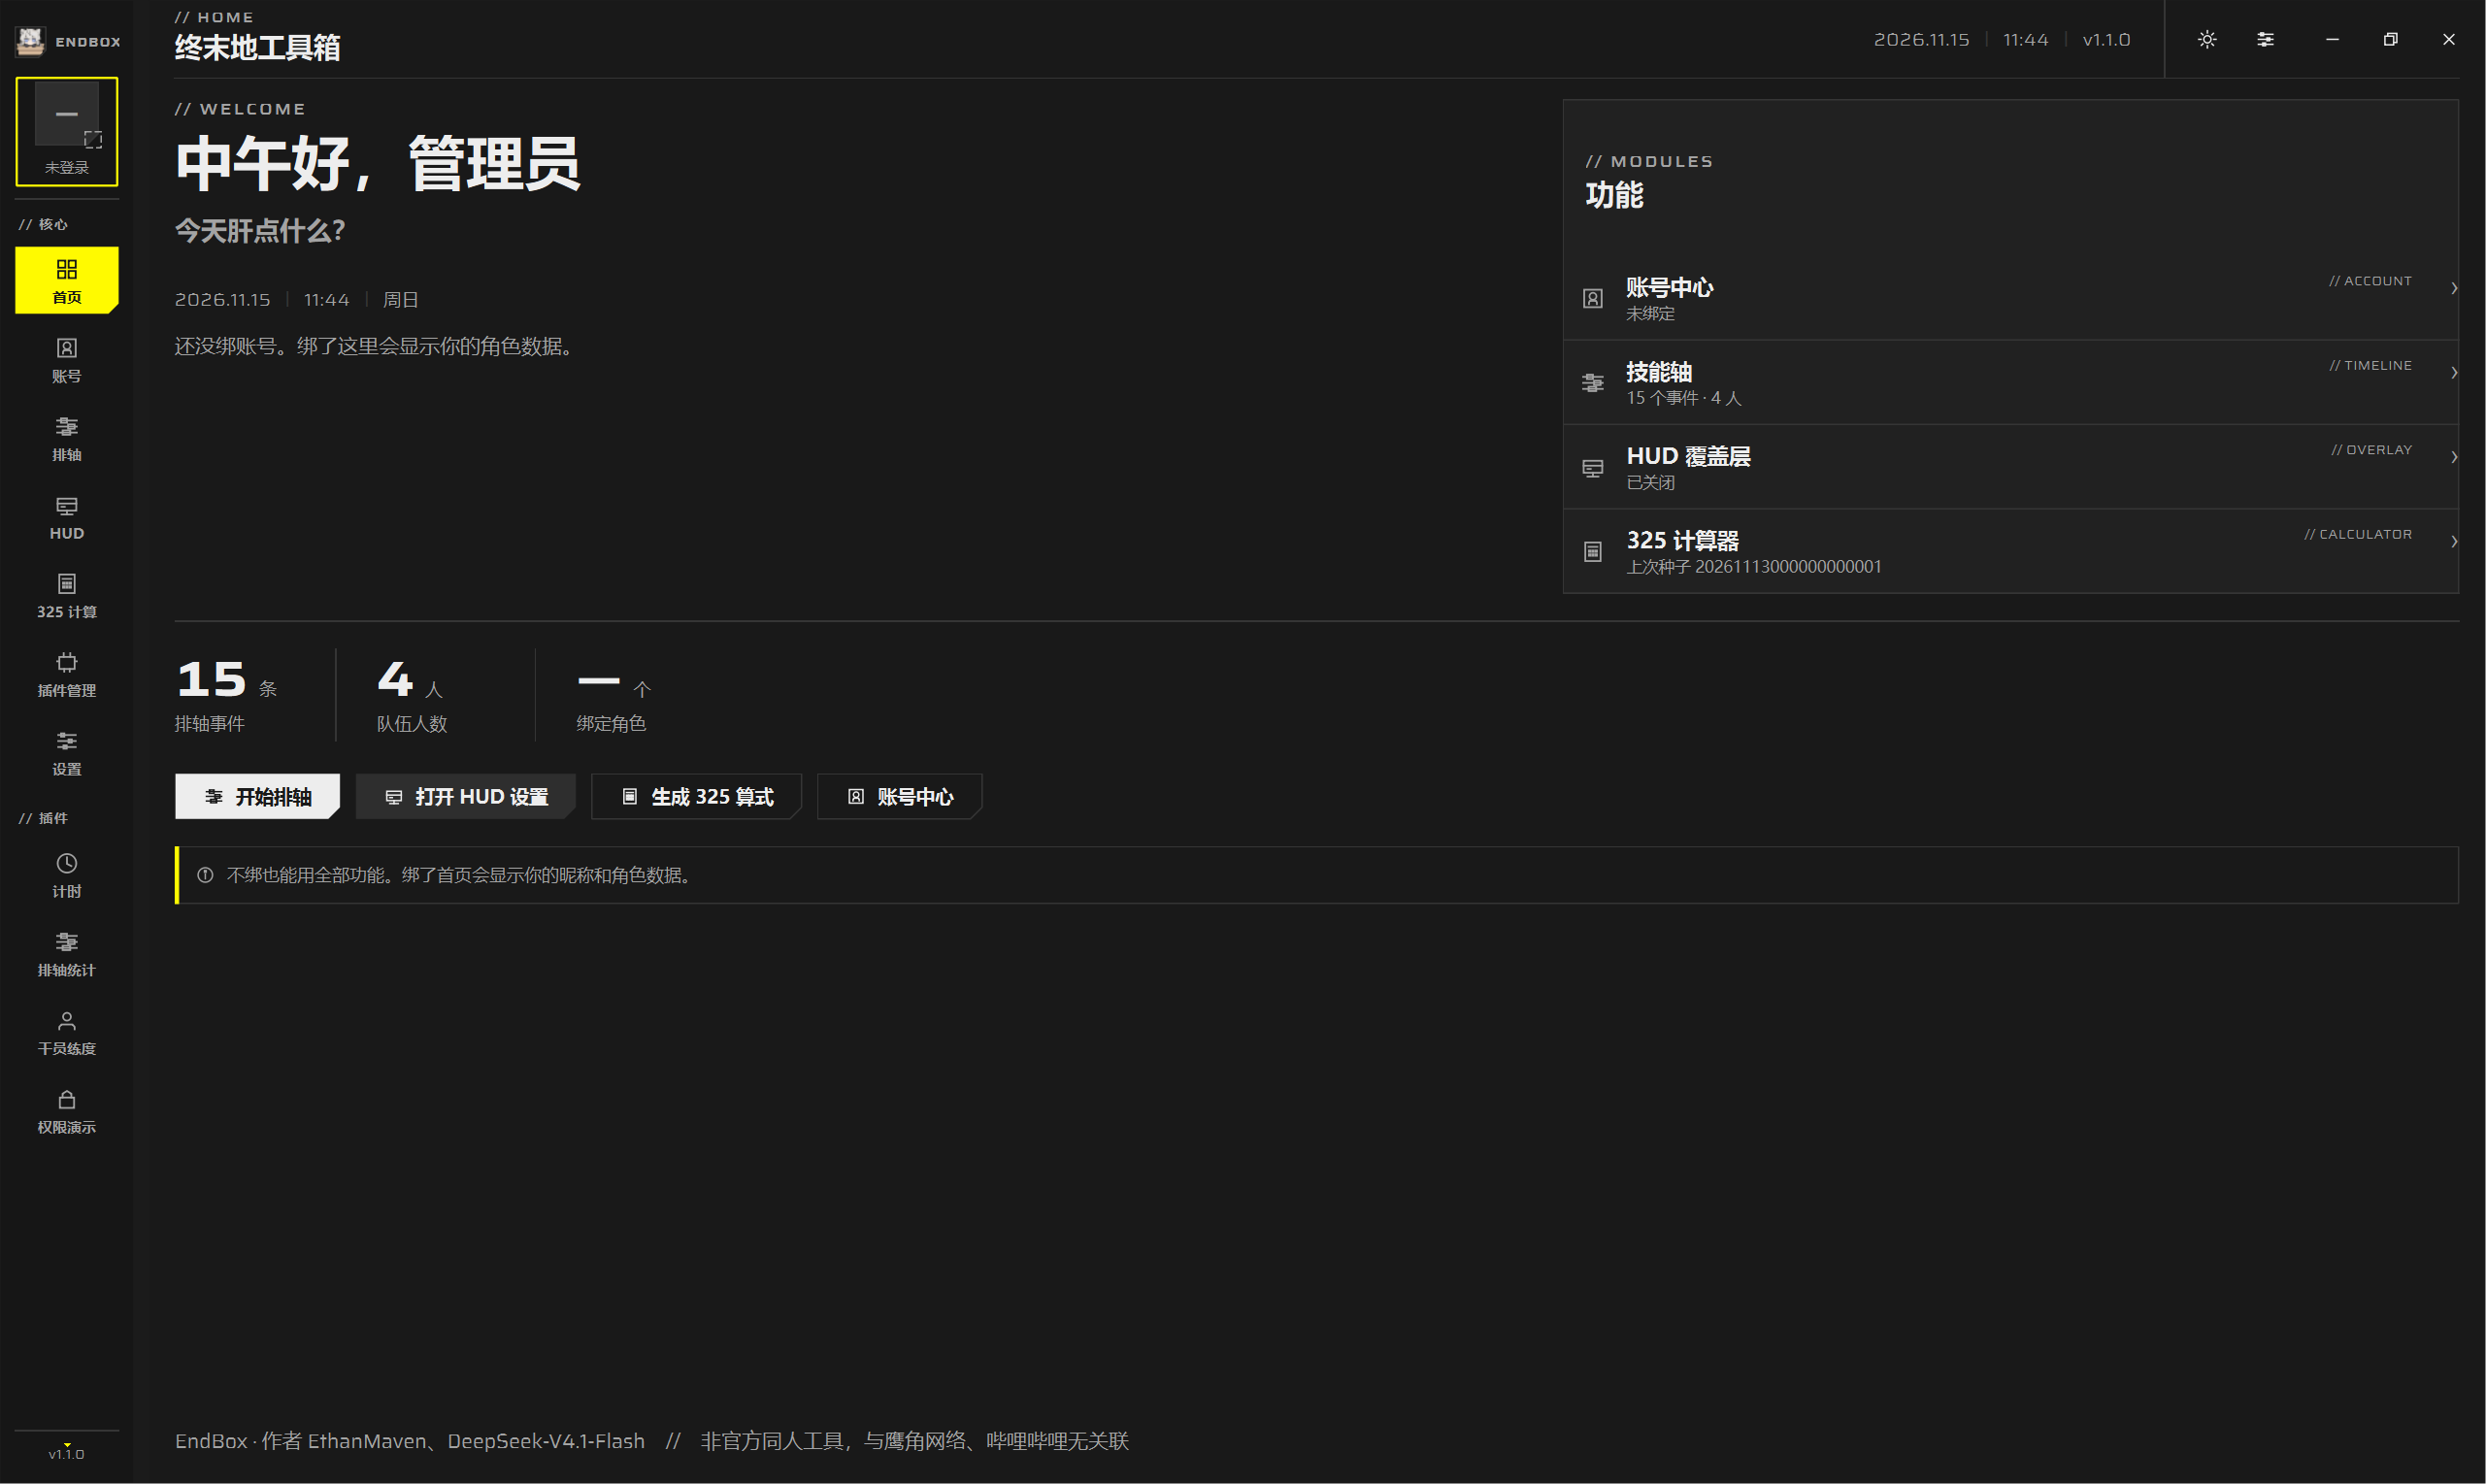 ENDBOX
未登录
// 核心
首页
账号
排轴
HUD
325 计算
插件管理
设置
// 插件
计时
排轴统计
干员练度
权限演示
v1.1.0
// HOME
终末地工具箱
2026.11.15 11:44 v1.1.0
// WELCOME
中午好，管理员
今天肝点什么？
2026.11.15 11:44 周日
还没绑账号。绑了这里会显示你的角色数据。
// MODULES
功能
账号中心 // ACCOUNT
未绑定
技能轴 // TIMELINE
15 个事件 · 4 人
HUD 覆盖层 // OVERLAY
已关闭
325 计算器 // CALCULATOR
上次种子 20261113000000000001
15 条
排轴事件
4 人
队伍人数
— 个
绑定角色
开始排轴
打开 HUD 设置
生成 325 算式
账号中心
不绑也能用全部功能。绑了首页会显示你的昵称和角色数据。
EndBox · 作者 EthanMaven、DeepSeek-V4.1-Flash // 非官方同人工具，与鹰角网络、哔哩哔哩无关联